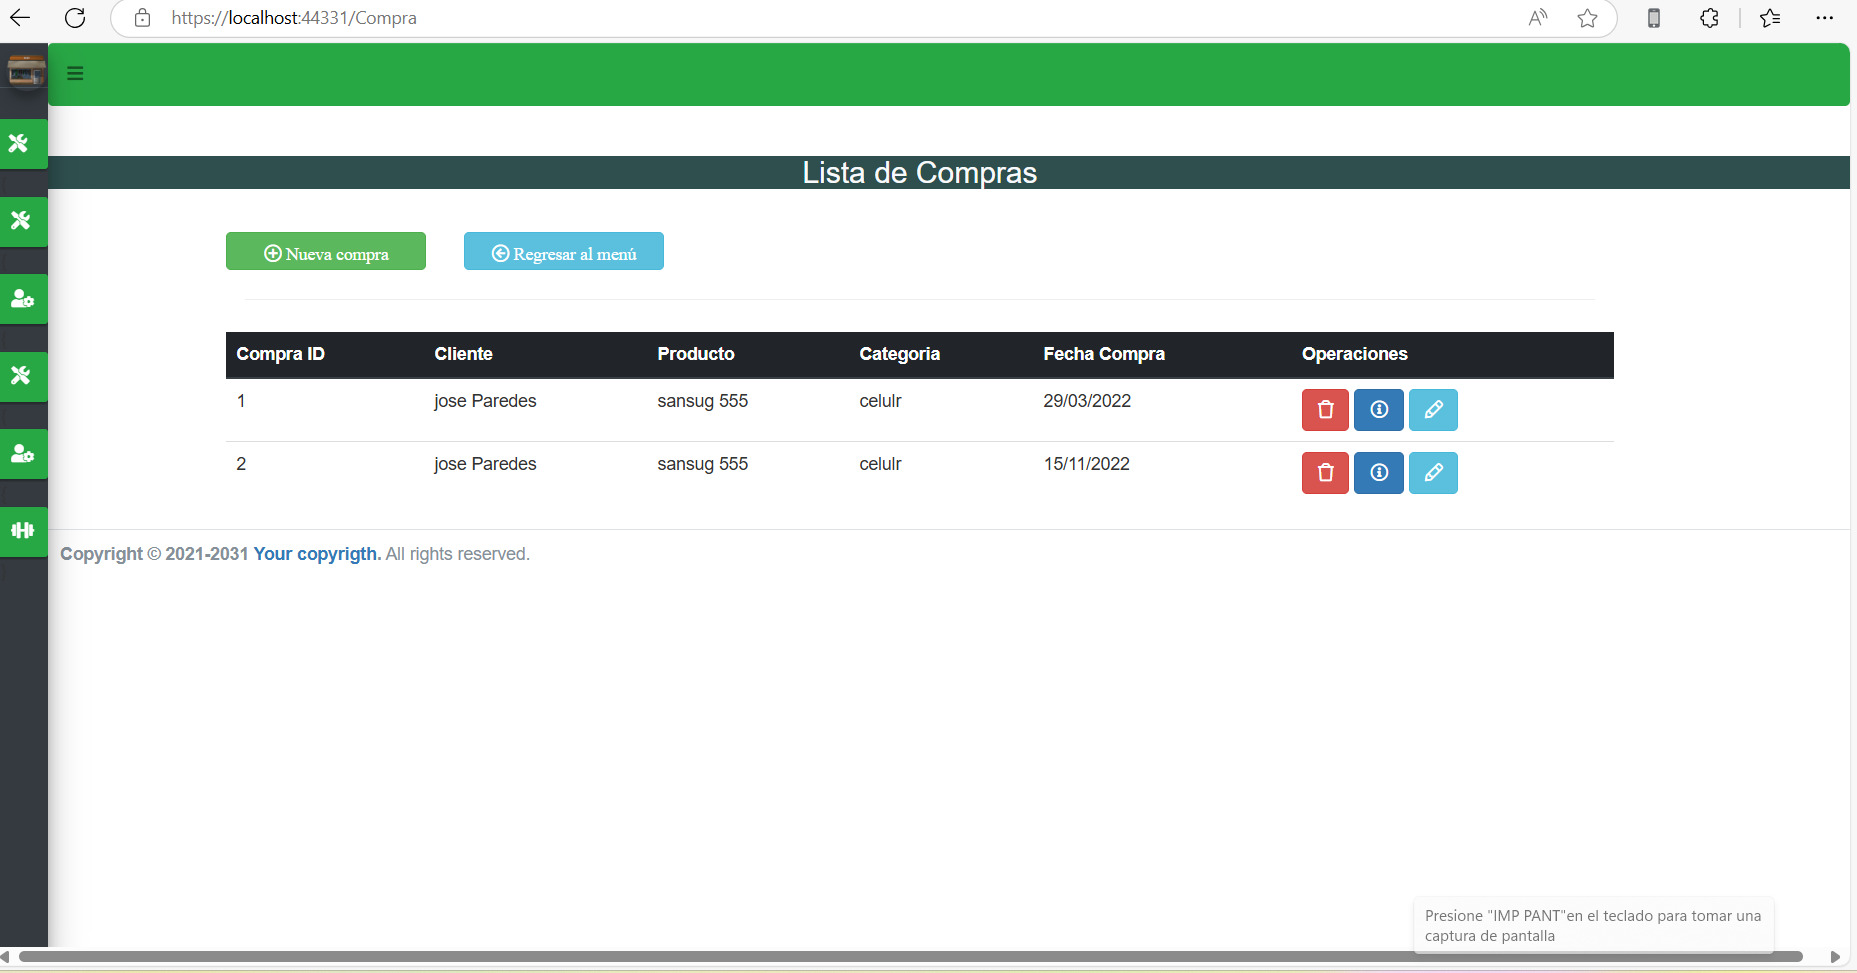 https://localhost:44331/Compra
Lista de Compras
Nueva compra
Regresar al menú
Compra ID Cliente Producto Categoria Fecha Compra Operaciones
1 jose Paredes sansug 555 celulr 29/03/2022
2 jose Paredes sansug 555 celulr 15/11/2022
Copyright © 2021-2031 Your copyrigth. All rights reserved.
Presione "IMP PANT"en el teclado para tomar una
captura de pantalla